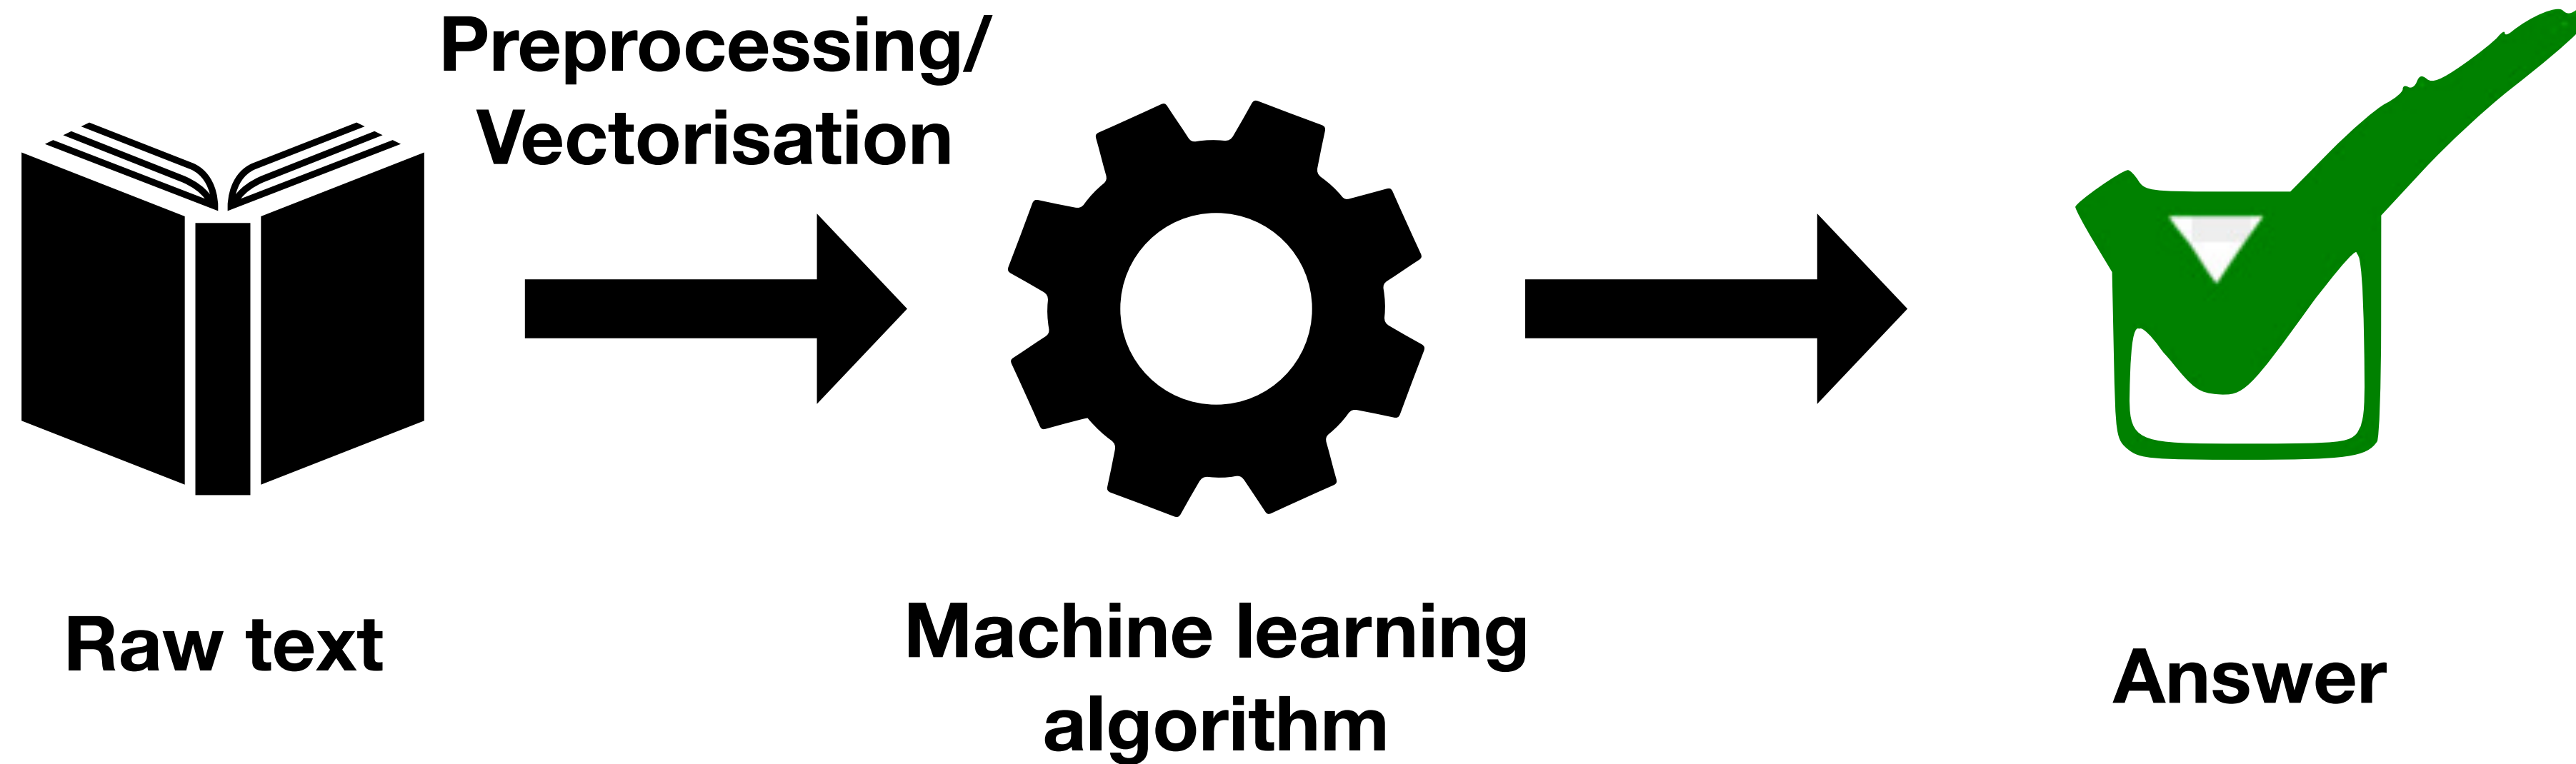 Preprocessing/
Vectorisation
Raw text
Machine learning
algorithm
Answer